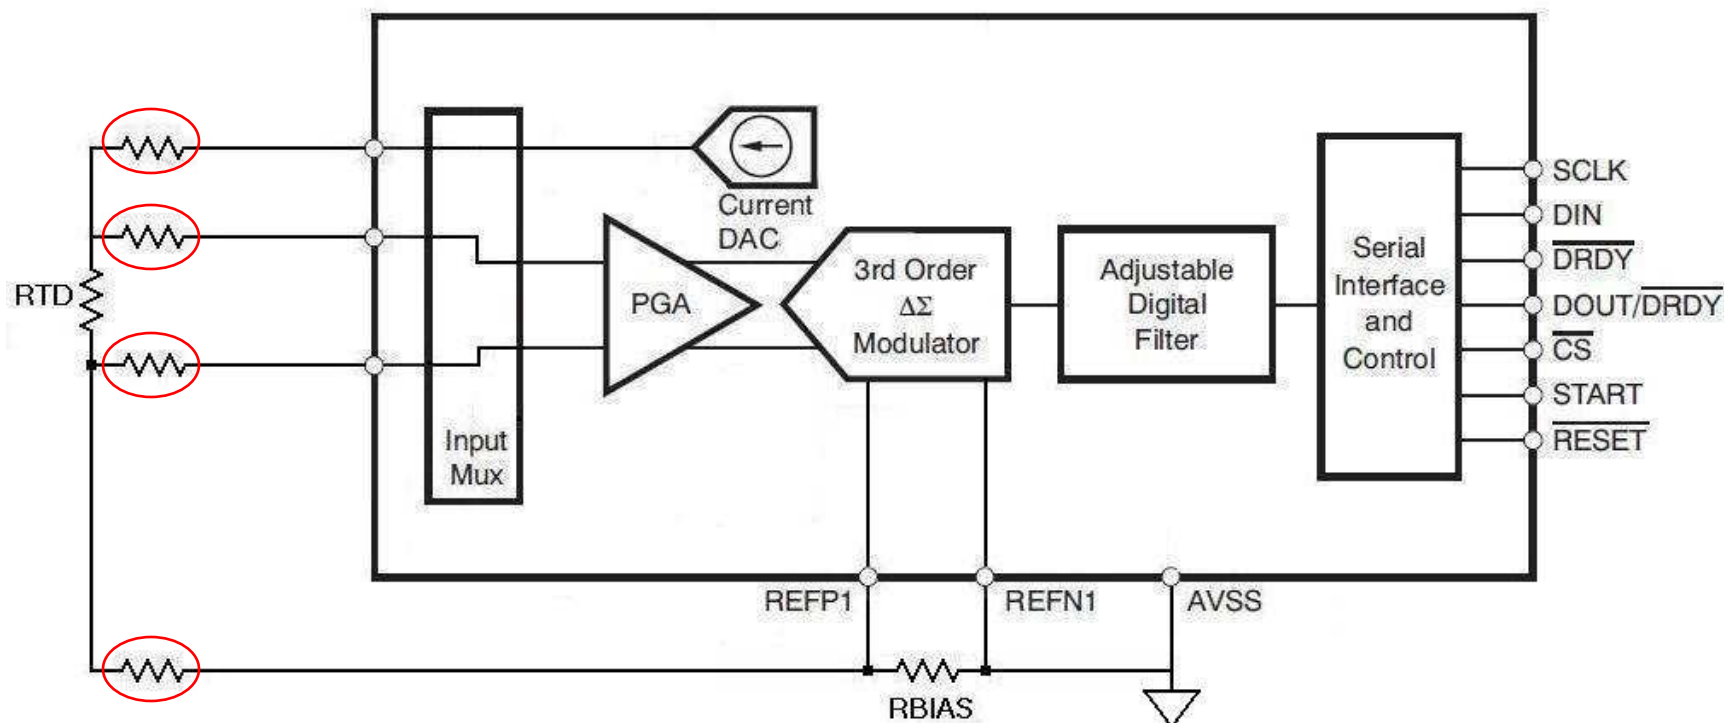 Current
DAC
SCLK
DIN
DRDY
DOUT/DRDY
CS
START
RESET
Serial
Interface
and
Control
3rd Order
ΔΣ
Modulator
Adjustable
Digital
Filter
PGA
RTD
Input
Mux
REFP1
REFN1
AVSS
RBIAS